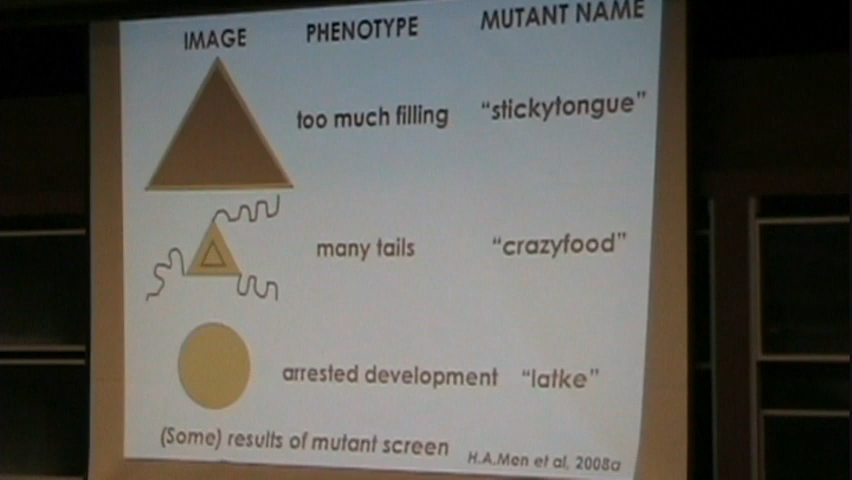 IMAGE PHENOTYPE MUTANT NAME
too much filling "stickytongue"
many tails "crazyfood"
arrested development "latke"
(Some) results of mutant screen
H.A.Men et al, 2008a